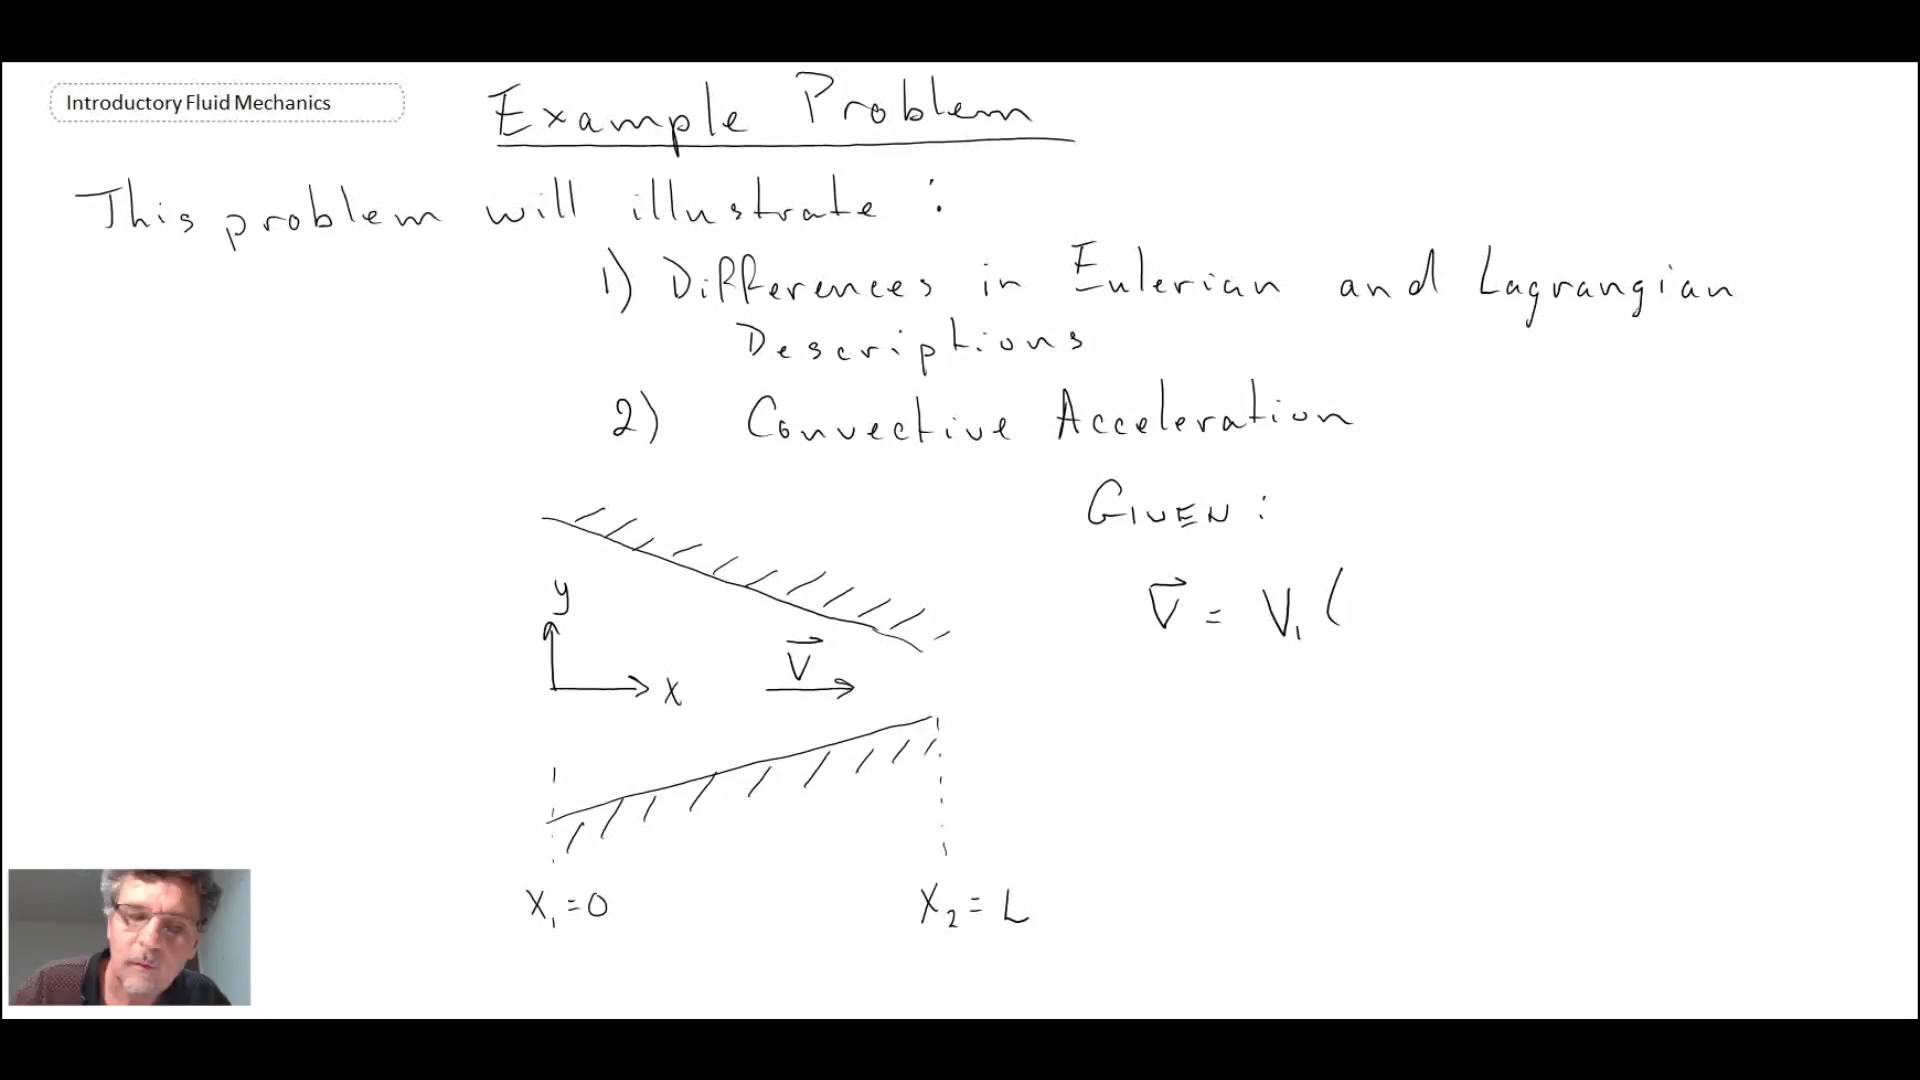 Introductory Fluid Mechanics
Example Problem
This problem will illustrate :
1) Differences in Eulerian and Lagrangian
Descriptions
2) Convective Acceleration
GIVEN :
y
V⃗ = V₁ (
V⃗
x
x₁ = 0
x₂ = L